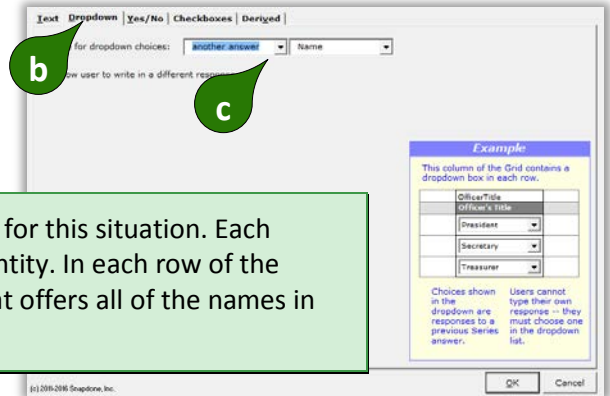 Text Dropdown Yes/No Checkboxes Derived
for dropdown choices: another answer Name
b
user to write in a different
c
for this situation. Each
ntity. In each row of the
t offers all of the names in
Example
This column of the Grid contains a
dropdown box in each row.
OfficerTitle
Officer's Title
President
Secretary
Treasurer
Choices shown
in the
dropdown are
responses to a
previous Series
answer.
Users cannot
type their own
response -- they
must choose one
in the dropdown
list.
(c) 2011-2016 Snapdone, Inc.
OK Cancel